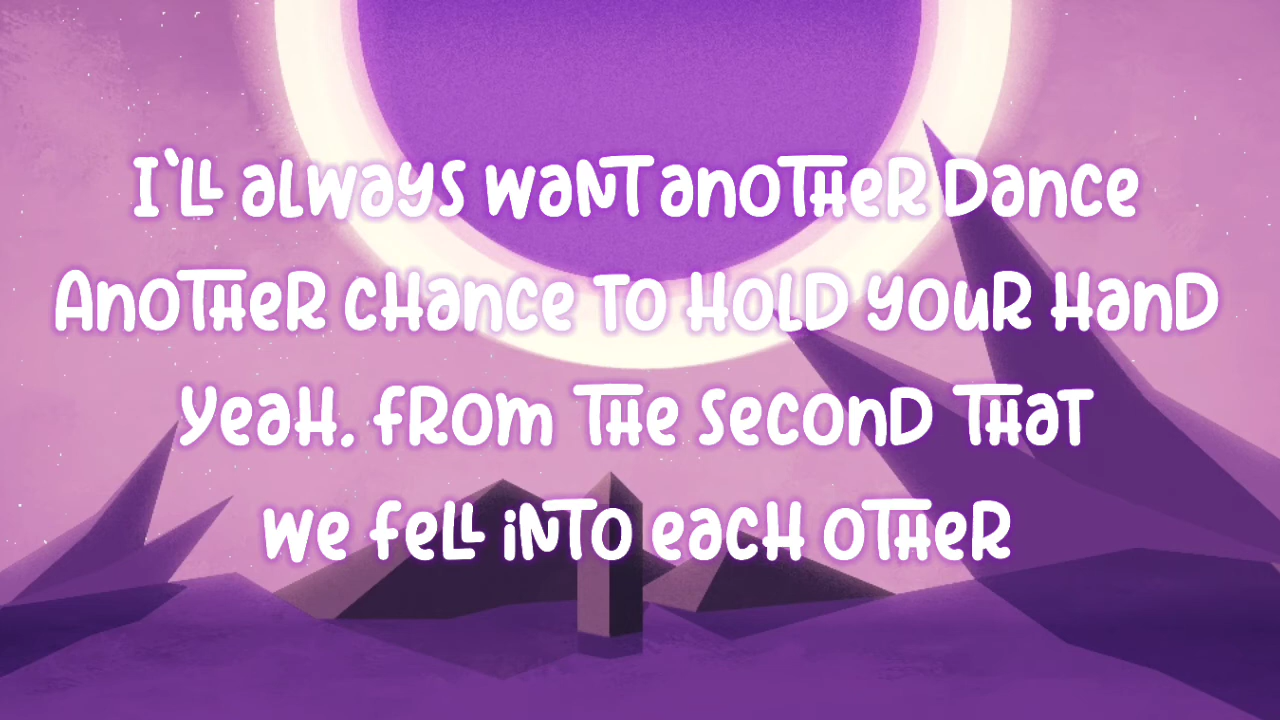 I'll always want another dance
Another chance to hold your hand
Yeah, from the second that
we fell into each other